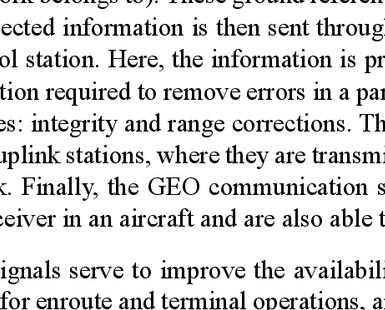 ork belongs to). These ground referen
ected information is then sent through
ol station. Here, the information is pr
tion required to remove errors in a par
es: integrity and range corrections. Th
uplink stations, where they are transmi
k. Finally, the GEO communication s
ceiver in an aircraft and are also able t
ignals serve to improve the availabili
for enroute and terminal operations, a